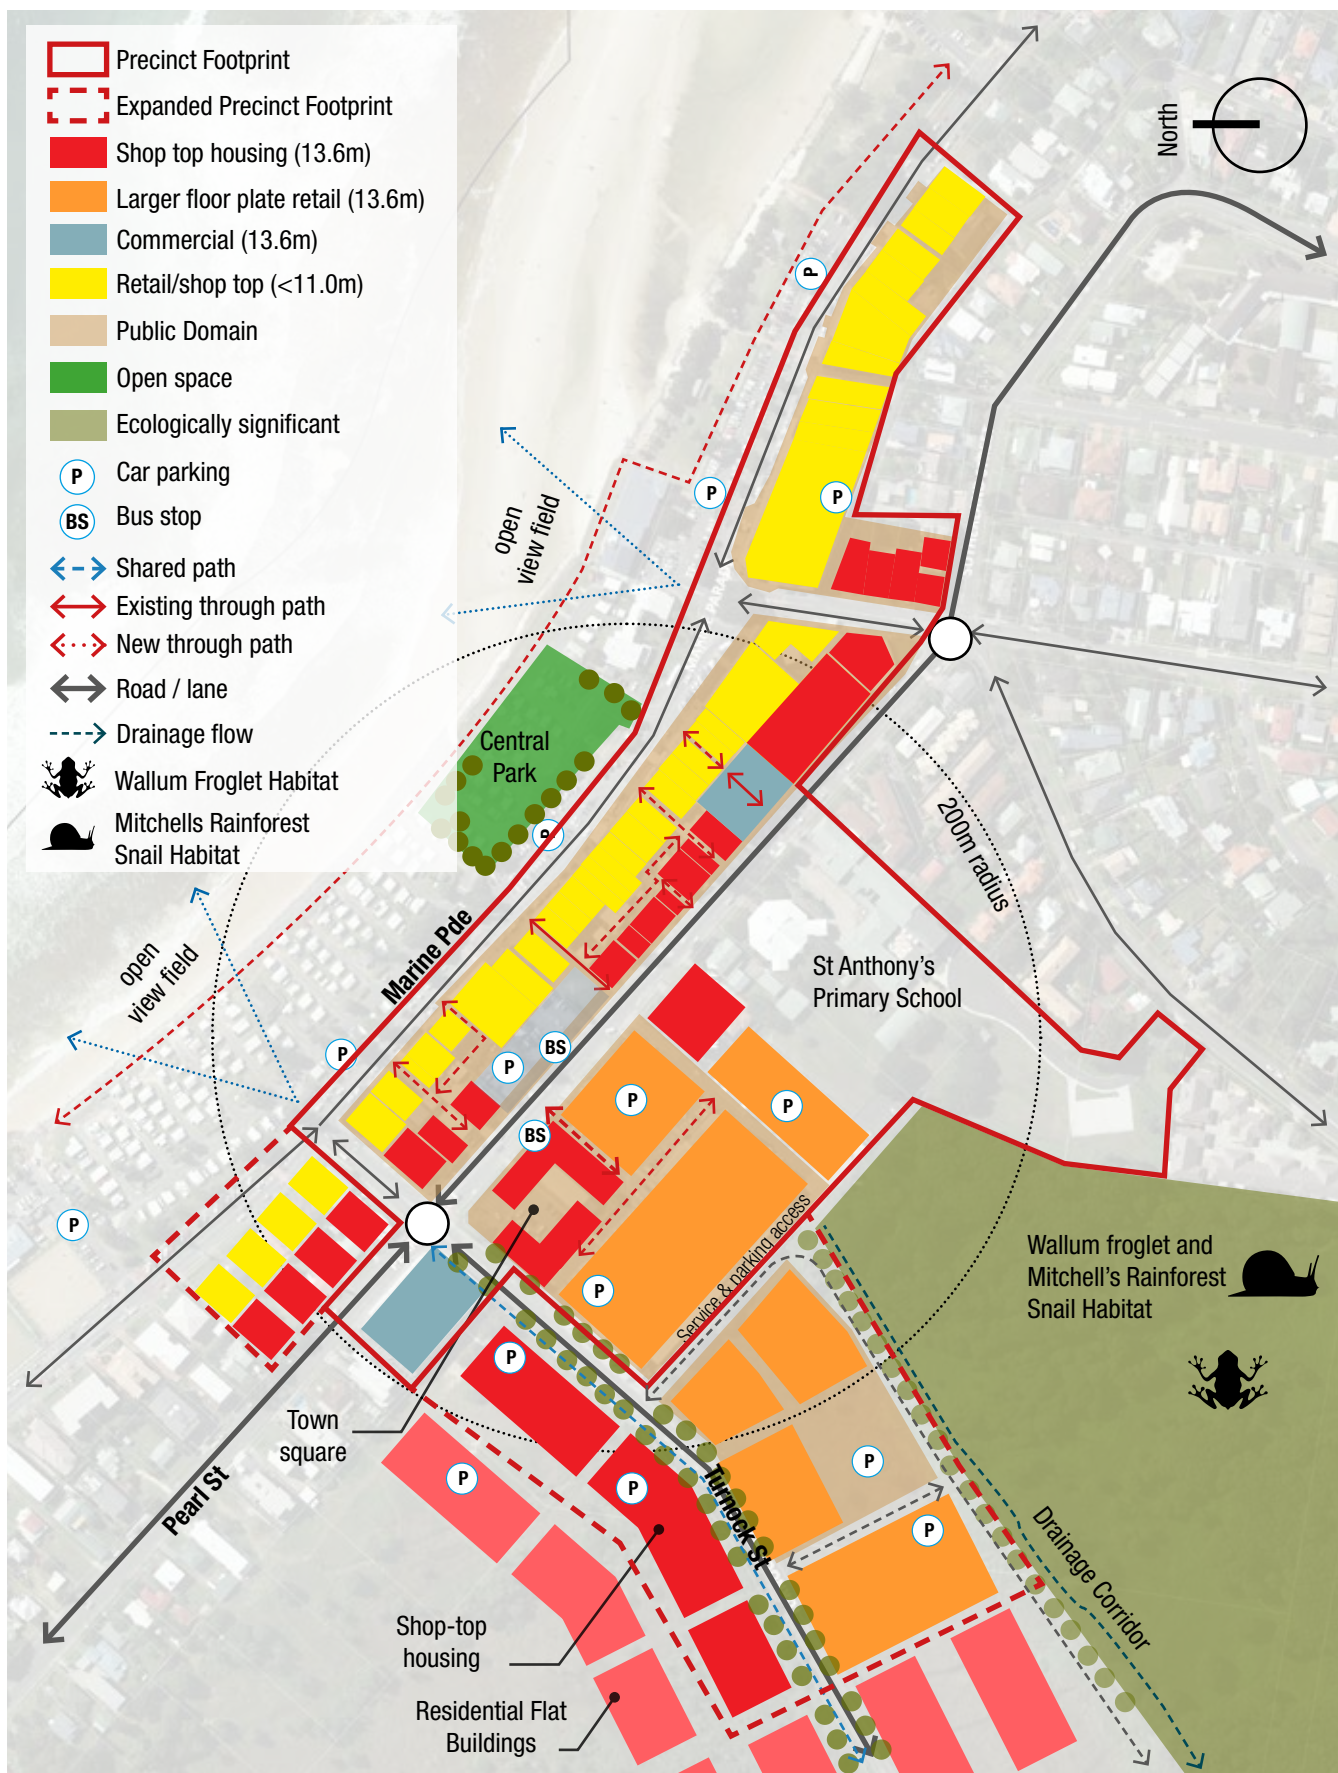 Precinct Footprint
Expanded Precinct Footprint
Shop top housing (13.6m)
Larger floor plate retail (13.6m)
Commercial (13.6m)
Retail/shop top (<11.0m)
Public Domain
Open space
Ecologically significant
P Car parking
BS Bus stop
Shared path
Existing through path
New through path
Road / lane
Drainage flow
Wallum Froglet Habitat
Mitchells Rainforest
Snail Habitat
North
P
P
P
open
view field
Central
Park
P
200m radius
Marine Pde
St Anthony's
Primary School
open
view field
P
P
BS
P
P
BS
P
P
Service & parking access
Wallum froglet and
Mitchell's Rainforest
Snail Habitat
P
Town
square
P
P
P
P
Pearl St
Turnock St
Drainage Corridor
Shop-top
housing
Residential Flat
Buildings